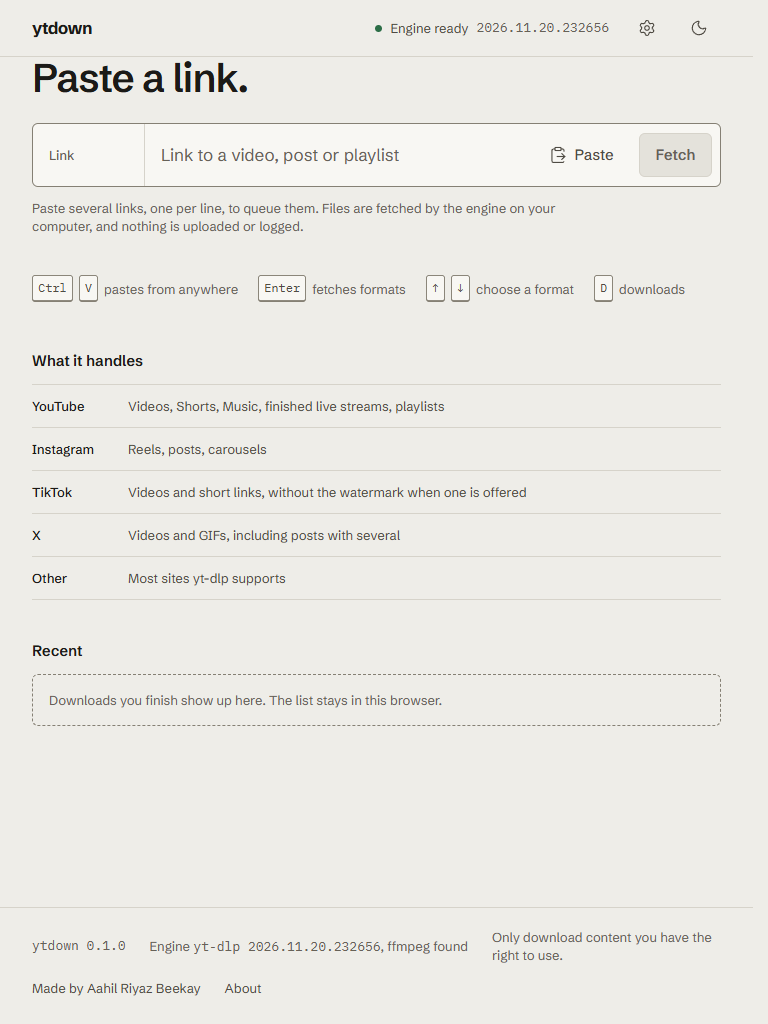 ytdown
Engine ready 2026.11.20.232656
Paste a link.
Link
Link to a video, post or playlist
Paste
Fetch
Paste several links, one per line, to queue them. Files are fetched by the engine on your
computer, and nothing is uploaded or logged.
Ctrl V pastes from anywhere Enter fetches formats ↑ ↓ choose a format D downloads
What it handles
YouTube Videos, Shorts, Music, finished live streams, playlists
Instagram Reels, posts, carousels
TikTok Videos and short links, without the watermark when one is offered
X Videos and GIFs, including posts with several
Other Most sites yt-dlp supports
Recent
Downloads you finish show up here. The list stays in this browser.
ytdown 0.1.0
Engine yt-dlp 2026.11.20.232656, ffmpeg found
Only download content you have the
right to use.
Made by Aahil Riyaz Beekay
About